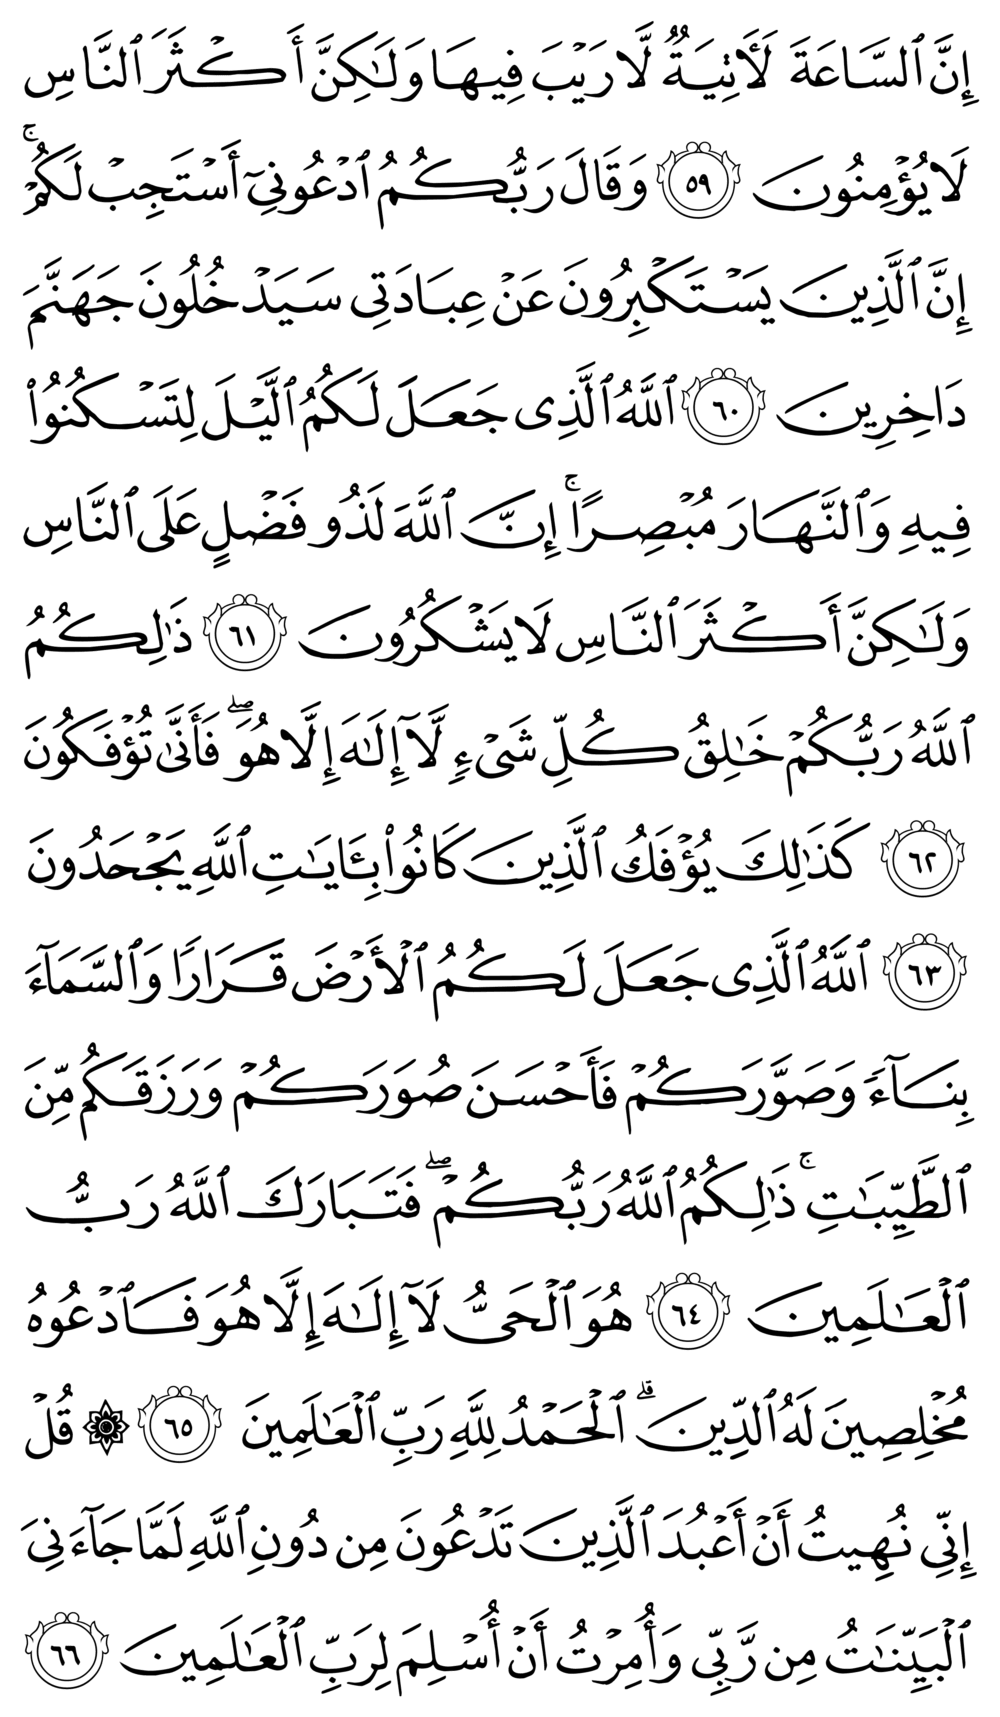 إِنَّ ٱلسَّاعَةَ لَأٓتِيَةٌ لَّا رَيْبَ فِيهَا وَلَٰكِنَّ أَكْثَرَ ٱلنَّاسِ
لَا يُؤْمِنُونَ ٥٩ وَقَالَ رَبُّكُمُ ٱدْعُونِىٓ أَسْتَجِبْ لَكُمْ ۚ
إِنَّ ٱلَّذِينَ يَسْتَكْبِرُونَ عَنْ عِبَادَتِى سَيَدْخُلُونَ جَهَنَّمَ
دَاخِرِينَ ٦٠ ٱللَّهُ ٱلَّذِى جَعَلَ لَكُمُ ٱلَّيْلَ لِتَسْكُنُوا۟
فِيهِ وَٱلنَّهَارَ مُبْصِرًا ۚ إِنَّ ٱللَّهَ لَذُو فَضْلٍ عَلَى ٱلنَّاسِ
وَلَٰكِنَّ أَكْثَرَ ٱلنَّاسِ لَا يَشْكُرُونَ ٦١ ذَٰلِكُمُ
ٱللَّهُ رَبُّكُمْ خَٰلِقُ كُلِّ شَىْءٍ لَّآ إِلَٰهَ إِلَّا هُوَ ۖ فَأَنَّىٰ تُؤْفَكُونَ
٦٢ كَذَٰلِكَ يُؤْفَكُ ٱلَّذِينَ كَانُوا۟ بِـَٔايَٰتِ ٱللَّهِ يَجْحَدُونَ
٦٣ ٱللَّهُ ٱلَّذِى جَعَلَ لَكُمُ ٱلْأَرْضَ قَرَارًا وَٱلسَّمَآءَ
بِنَآءً وَصَوَّرَكُمْ فَأَحْسَنَ صُوَرَكُمْ وَرَزَقَكُم مِّنَ
ٱلطَّيِّبَٰتِ ۚ ذَٰلِكُمُ ٱللَّهُ رَبُّكُمْ ۖ فَتَبَارَكَ ٱللَّهُ رَبُّ
ٱلْعَٰلَمِينَ ٦٤ هُوَ ٱلْحَىُّ لَآ إِلَٰهَ إِلَّا هُوَ فَٱدْعُوهُ
مُخْلِصِينَ لَهُ ٱلدِّينَ ۗ ٱلْحَمْدُ لِلَّهِ رَبِّ ٱلْعَٰلَمِينَ ٦٥ ۞ قُلْ
إِنِّى نُهِيتُ أَنْ أَعْبُدَ ٱلَّذِينَ تَدْعُونَ مِن دُونِ ٱللَّهِ لَمَّا جَآءَنِىَ
ٱلْبَيِّنَٰتُ مِن رَّبِّى وَأُمِرْتُ أَنْ أُسْلِمَ لِرَبِّ ٱلْعَٰلَمِينَ ٦٦